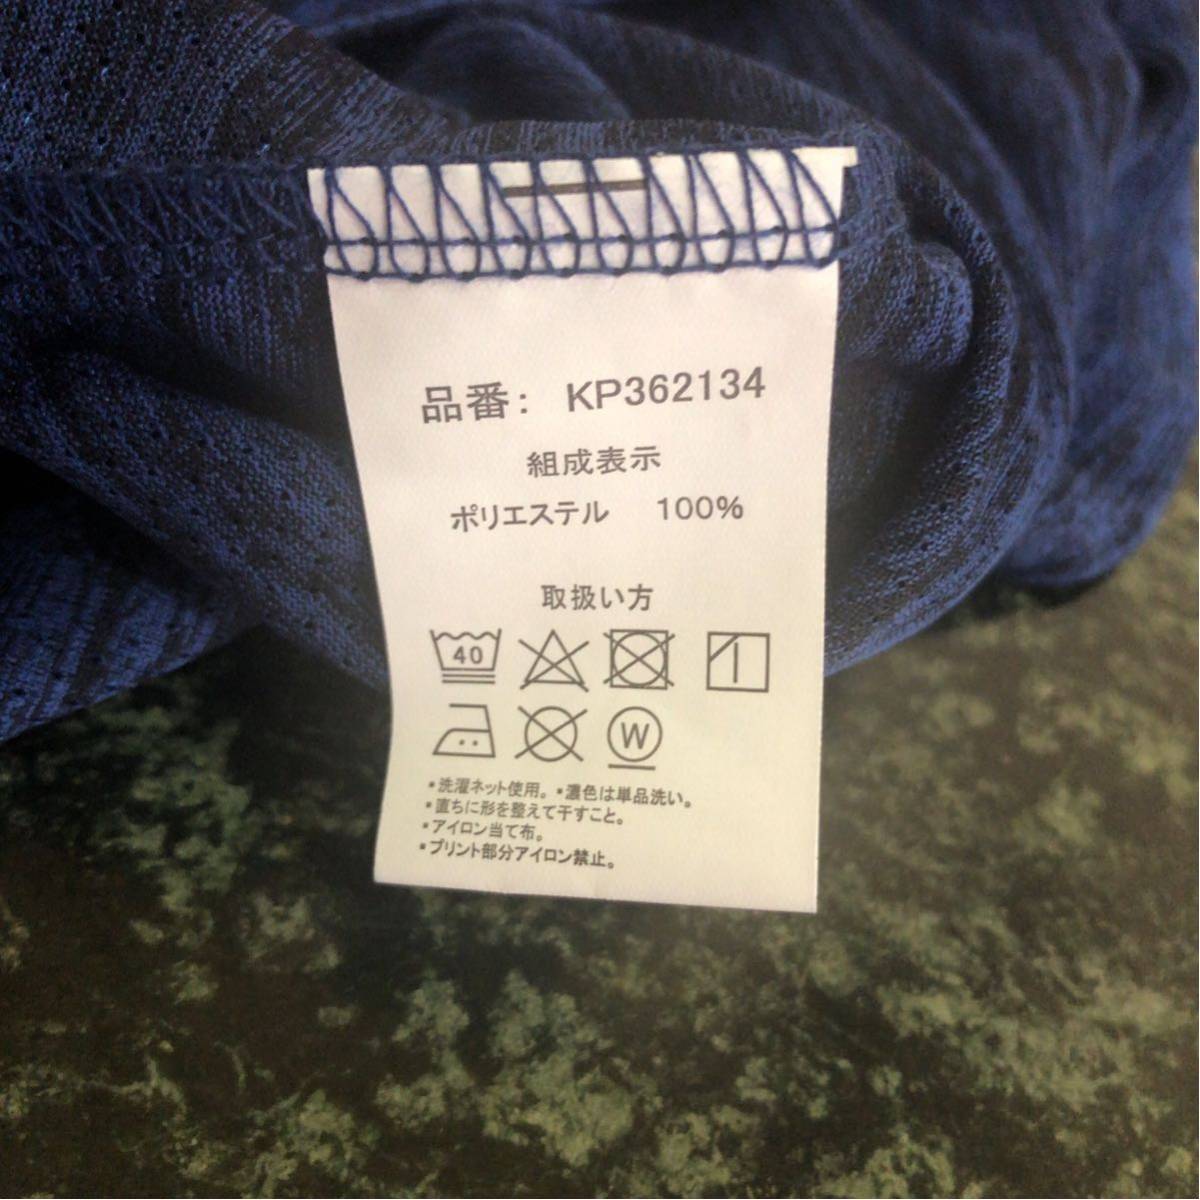 品番: KP362134
組成表示
ポリエステル 100%
取扱い方
40
W
・洗濯ネット使用。・濃色は単品洗い。
・直ちに形を整えて干すこと。
・アイロン当て布。
・プリント部分アイロン禁止。